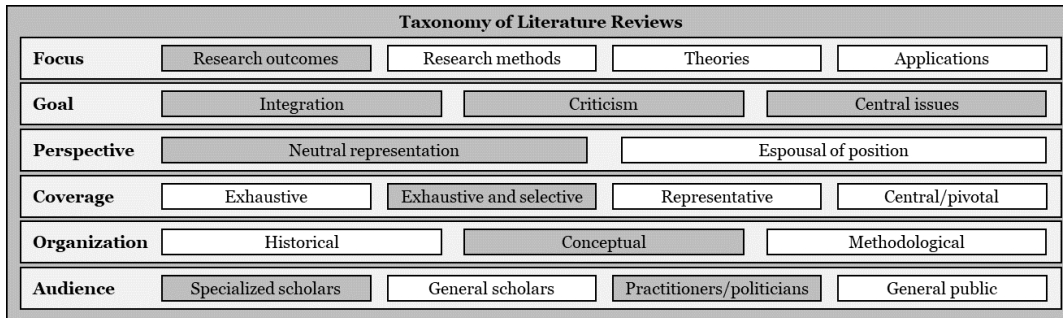 Taxonomy of Literature Reviews
Focus Research outcomes Research methods Theories Applications
Goal Integration Criticism Central issues
Perspective Neutral representation Espousal of position
Coverage Exhaustive Exhaustive and selective Representative Central/pivotal
Organization Historical Conceptual Methodological
Audience Specialized scholars General scholars Practitioners/politicians General public